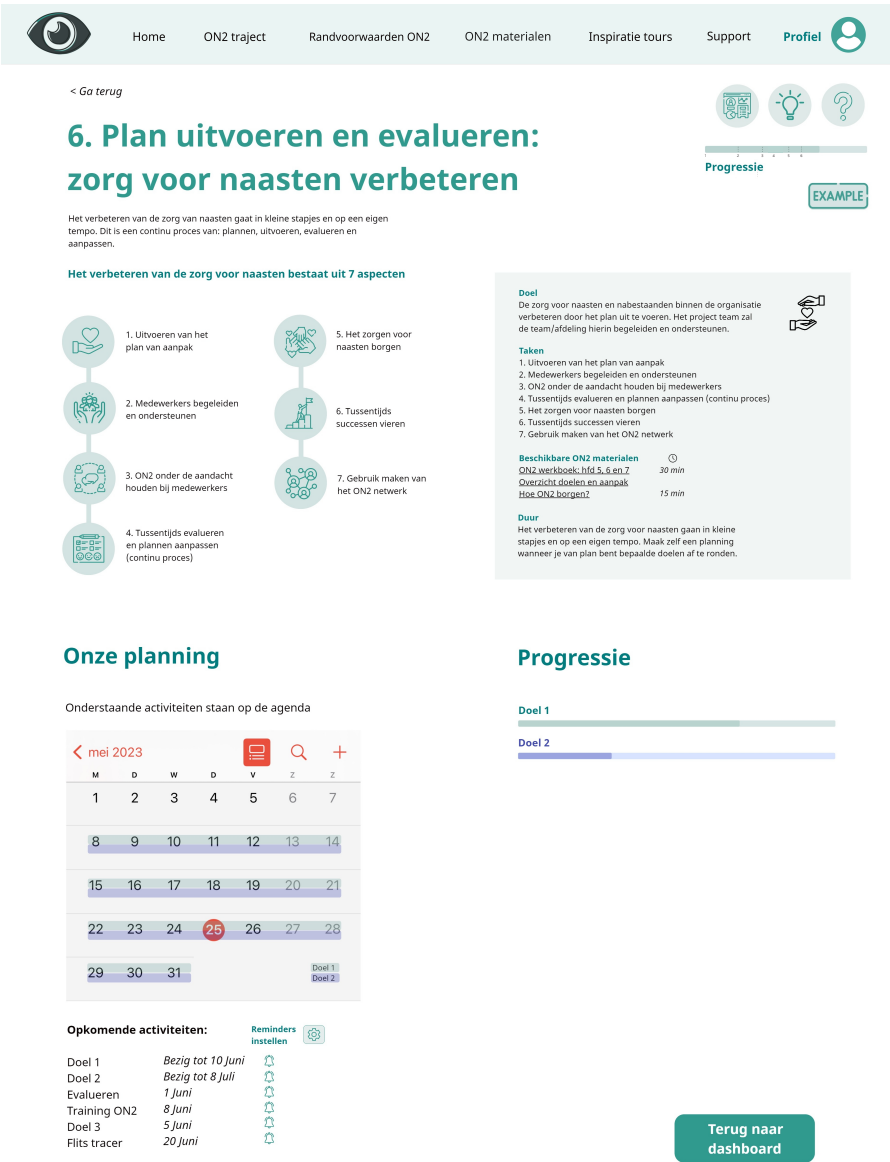 Home ON2 traject Randvoorwaarden ON2 ON2 materialen Inspiratie tours Support Profiel
< Ga terug
6. Plan uitvoeren en evalueren:
zorg voor naasten verbeteren
Progressie
EXAMPLE
Het verbeteren van de zorg van naasten gaat in kleine stapjes en op een eigen
tempo. Dit is een continu proces van: plannen, uitvoeren, evalueren en
aanpassen.
Het verbeteren van de zorg voor naasten bestaat uit 7 aspecten
1. Uitvoeren van het
plan van aanpak
2. Medewerkers begeleiden
en ondersteunen
3. ON2 onder de aandacht
houden bij medewerkers
4. Tussentijds evalueren
en plannen aanpassen
(continu proces)
5. Het zorgen voor
naasten borgen
6. Tussentijds
successen vieren
7. Gebruik maken van
het ON2 netwerk
Doel
De zorg voor naasten en nabestaanden binnen de organisatie
verbeteren door het plan uit te voeren. Het project team zal
de team/afdeling hierin begeleiden en ondersteunen.
Taken
1. Uitvoeren van het plan van aanpak
2. Medewerkers begeleiden en ondersteunen
3. ON2 onder de aandacht houden bij medewerkers
4. Tussentijds evalueren en plannen aanpassen (continu proces)
5. Het zorgen voor naasten borgen
6. Tussentijds successen vieren
7. Gebruik maken van het ON2 netwerk
Beschikbare ON2 materialen
ON2 werkboek: hfd 5, 6 en 7 30 min
Overzicht doelen en aanpak
Hoe ON2 borgen? 15 min
Duur
Het verbeteren van de zorg voor naasten gaan in kleine
stapjes en op een eigen tempo. Maak zelf een planning
wanneer je van plan bent bepaalde doelen af te ronden.
Onze planning
Onderstaande activiteiten staan op de agenda
mei 2023
M D W D V Z Z
1 2 3 4 5 6 7
8 9 10 11 12 13 14
15 16 17 18 19 20 21
22 23 24 25 26 27 28
29 30 31
Doel 1
Doel 2
Opkomende activiteiten:
Reminders
instellen
Doel 1 Bezig tot 10 Juni
Doel 2 Bezig tot 8 Juli
Evalueren 1 Juni
Training ON2 8 Juni
Doel 3 5 Juni
Flits tracer 20 Juni
Progressie
Doel 1
Doel 2
Terug naar
dashboard